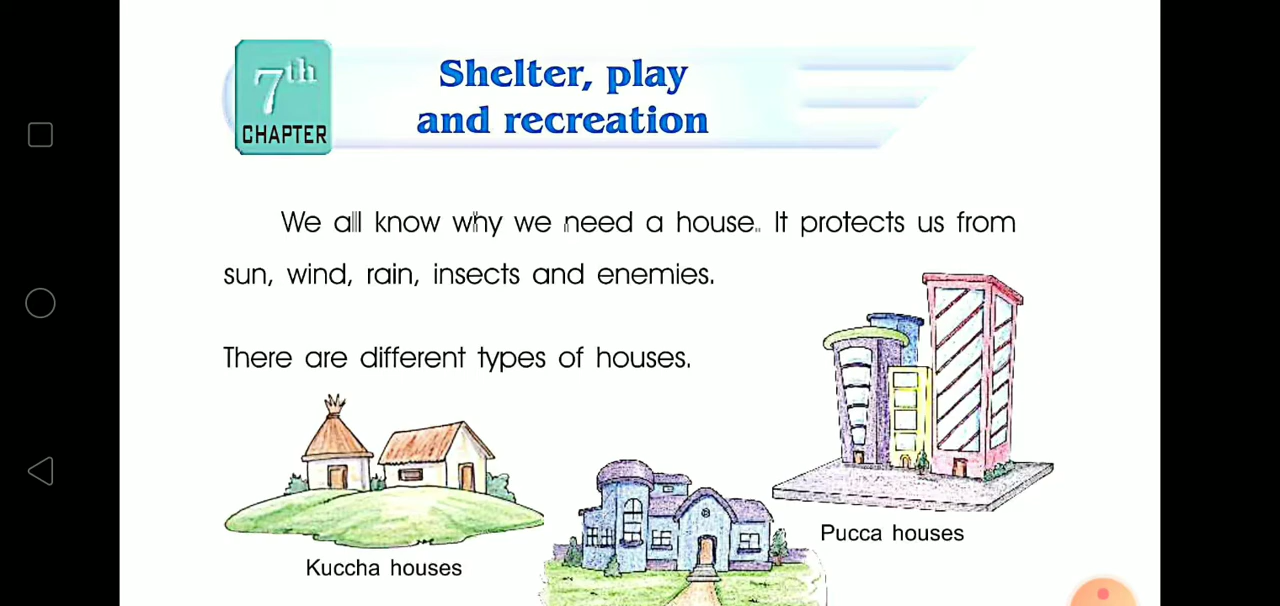 7th
CHAPTER
Shelter, play
and recreation
We all know why we need a house. It protects us from
sun, wind, rain, insects and enemies.
There are different types of houses.
Pucca houses
Kuccha houses